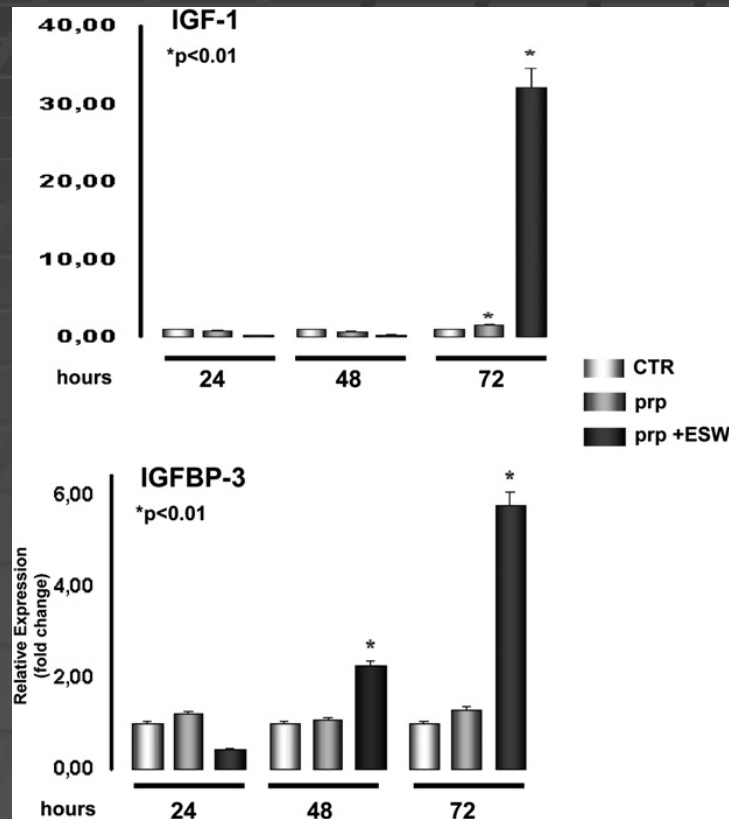 IGF-1
*p<0.01
40,00
30,00
20,00
10,00
0,00
*
*
hours
24
48
72
CTR
prp
prp +ESW
IGFBP-3
*p<0.01
Relative Expression
(fold change)
6,00
4,00
2,00
0,00
*
*
hours
24
48
72